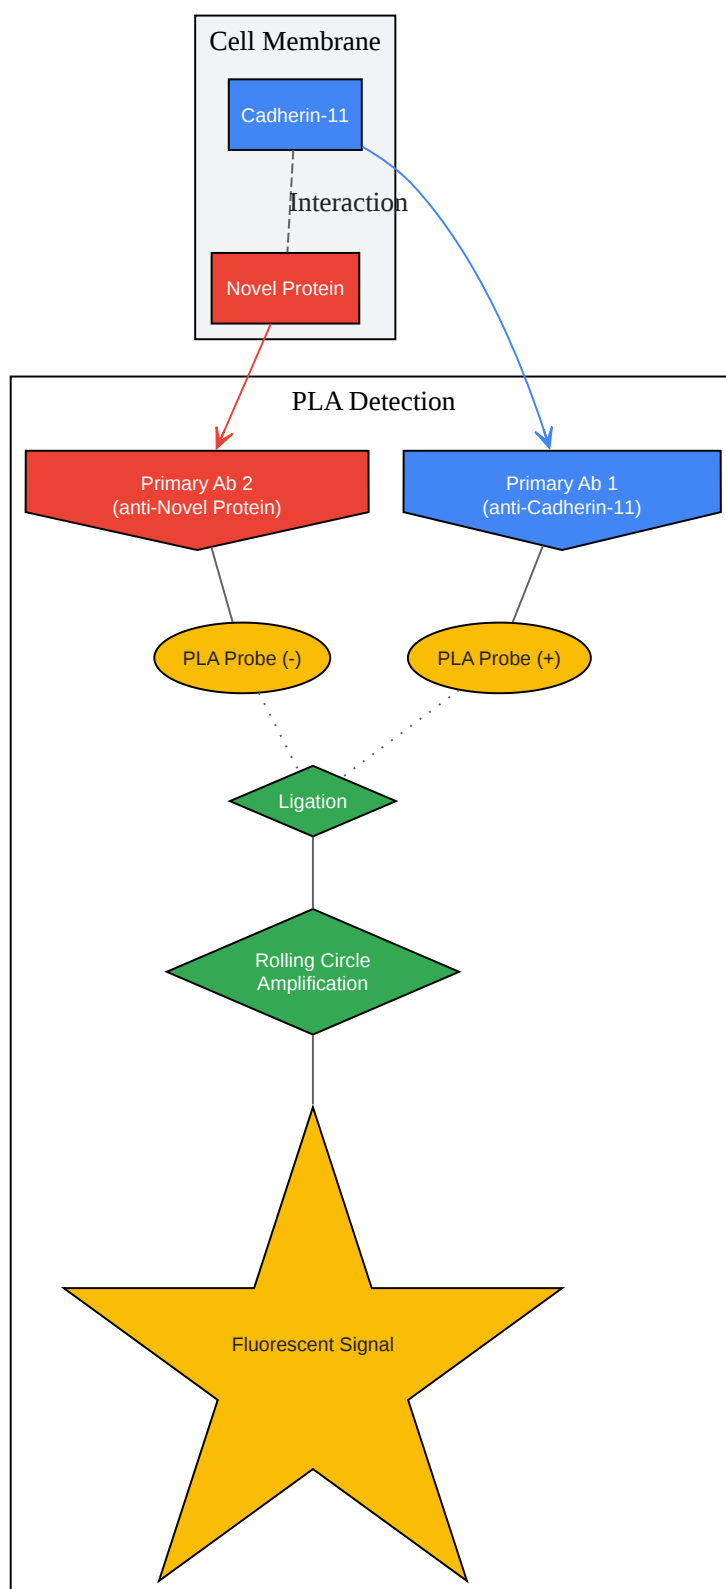 Cell Membrane
Cadherin-11
Interaction
Novel Protein
PLA Detection
Primary Ab 2
(anti-Novel Protein)
Primary Ab 1
(anti-Cadherin-11)
PLA Probe (-)
PLA Probe (+)
Ligation
Rolling Circle
Amplification
Fluorescent Signal